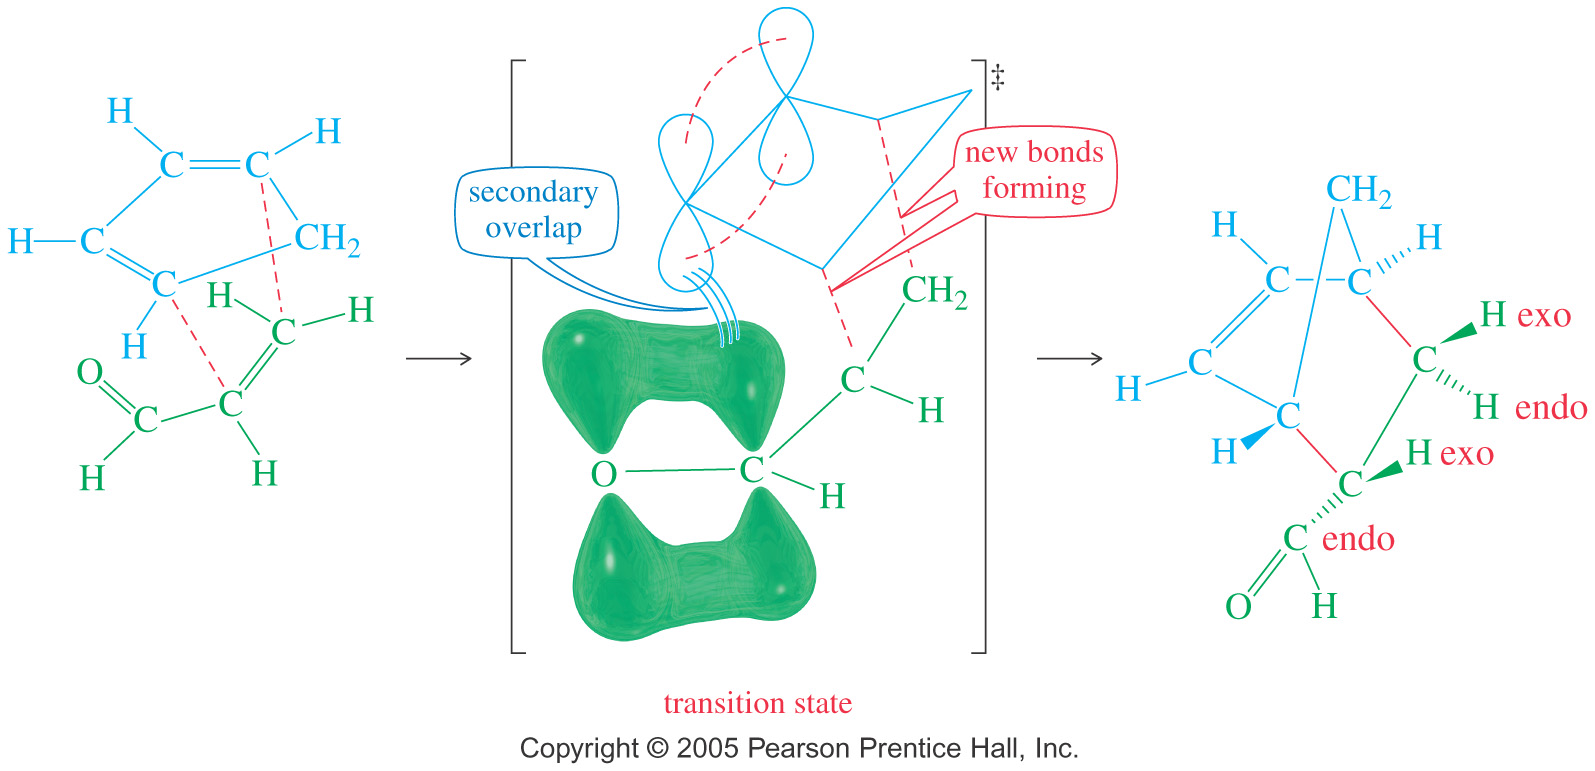 H
H
C
C
H
C
CH2
C
H
H
H
C
O
C
C
H
H
secondary
overlap
‡
new bonds
forming
CH2
C
H
O
C
H
transition state
CH2
H
H
C
C
H exo
C
C
H
H endo
C
H
H exo
C
C endo
O
H
Copyright © 2005 Pearson Prentice Hall, Inc.